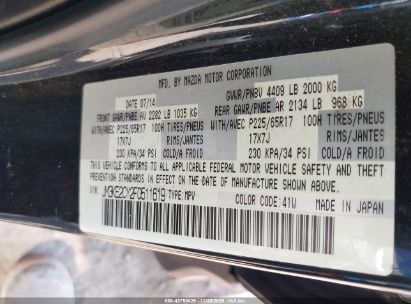 MFD. BY MAZDA MOTOR CORPORATION
DATE 07/14 GVWR/PNBV 4409 LB 2000 KG
FRONT GAWR/PNBE AV 2282 LB 1035 KG REAR GAWR/PNBE AR 2134 LB 968 KG
WITH/AVEC P225/65R17 100H TIRES/PNEUS WITH/AVEC P225/65R17 100H TIRES/PNEUS
17X7J RIMS/JANTES 17X7J RIMS/JANTES
230 KPA/34 PSI COLD/FROID 230 KPA/34 PSI COLD/FROID
THIS VEHICLE CONFORMS TO ALL APPLICABLE FEDERAL MOTOR VEHICLE SAFETY AND THEFT
PREVENTION STANDARDS IN EFFECT ON THE DATE OF MANUFACTURE SHOWN ABOVE.
VIN: TYPE: MPV COLOR CODE: 41V MADE IN JAPAN